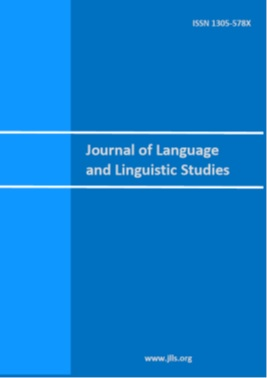 ISSN 1305-578X
Journal of Language
and Linguistic Studies
www.jlls.org